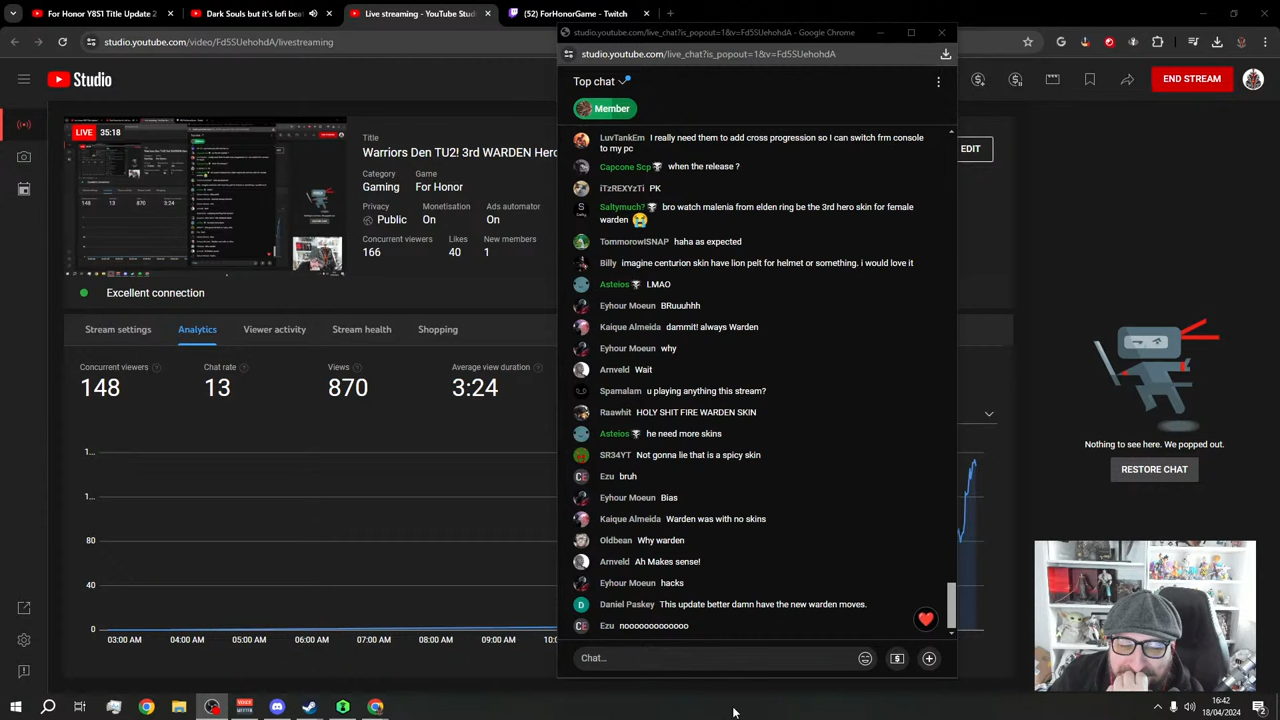 For Honor Y8S1 Title Update 2
Dark Souls but it's lofi bea
Live streaming - YouTube Stud
(52) ForHonorGame - Twitch
studio.youtube.com/video/Fd5SUehohdA/livestreaming
studio.youtube.com/live_chat?is_popout=1&v=Fd5SUehohdA - Google Chrome
studio.youtube.com/live_chat?is_popout=1&v=Fd5SUehohdA
Studio
END STREAM
Top chat
Member
LIVE 35:18
Title
Warriors Den TU2! 3rd WARDEN Hero
EDIT
Category
Gaming
Game
For Honor
Privacy
Public
Monetisation
On
Ads automator
On
Concurrent viewers
166
Likes
40
New members
1
Excellent connection
Stream settings
Analytics
Viewer activity
Stream health
Shopping
Concurrent viewers
148
Chat rate
13
Views
870
Average view duration
3:24
1...
1...
80
40
0
03:00 AM
04:00 AM
05:00 AM
06:00 AM
07:00 AM
08:00 AM
09:00 AM
10:0
LuvTankEm I really need them to add cross progression so I can switch from console
to my pc
Capcone Scp when the release ?
iTzREXYzTi PK
Saltymuch? bro watch malenia from elden ring be the 3rd hero skin for female
warden 😭
TommorowISNAP haha as expected
Billy imagine centurion skin have lion pelt for helmet or something. i would love it
Asteios LMAO
Eyhour Moeun BRuuuhhh
Kaique Almeida dammit! always Warden
Eyhour Moeun why
Arnveld Wait
Spamalam u playing anything this stream?
Raawhit HOLY SHIT FIRE WARDEN SKIN
Asteios he need more skins
SR34YT Not gonna lie that is a spicy skin
Ezu bruh
Eyhour Moeun Bias
Kaique Almeida Warden was with no skins
Oldbean Why warden
Arnveld Ah Makes sense!
Eyhour Moeun hacks
Daniel Paskey This update better damn have the new warden moves.
Ezu nooooooooooooo
Chat...
Nothing to see here. We popped out.
RESTORE CHAT
16:42
18/04/2024